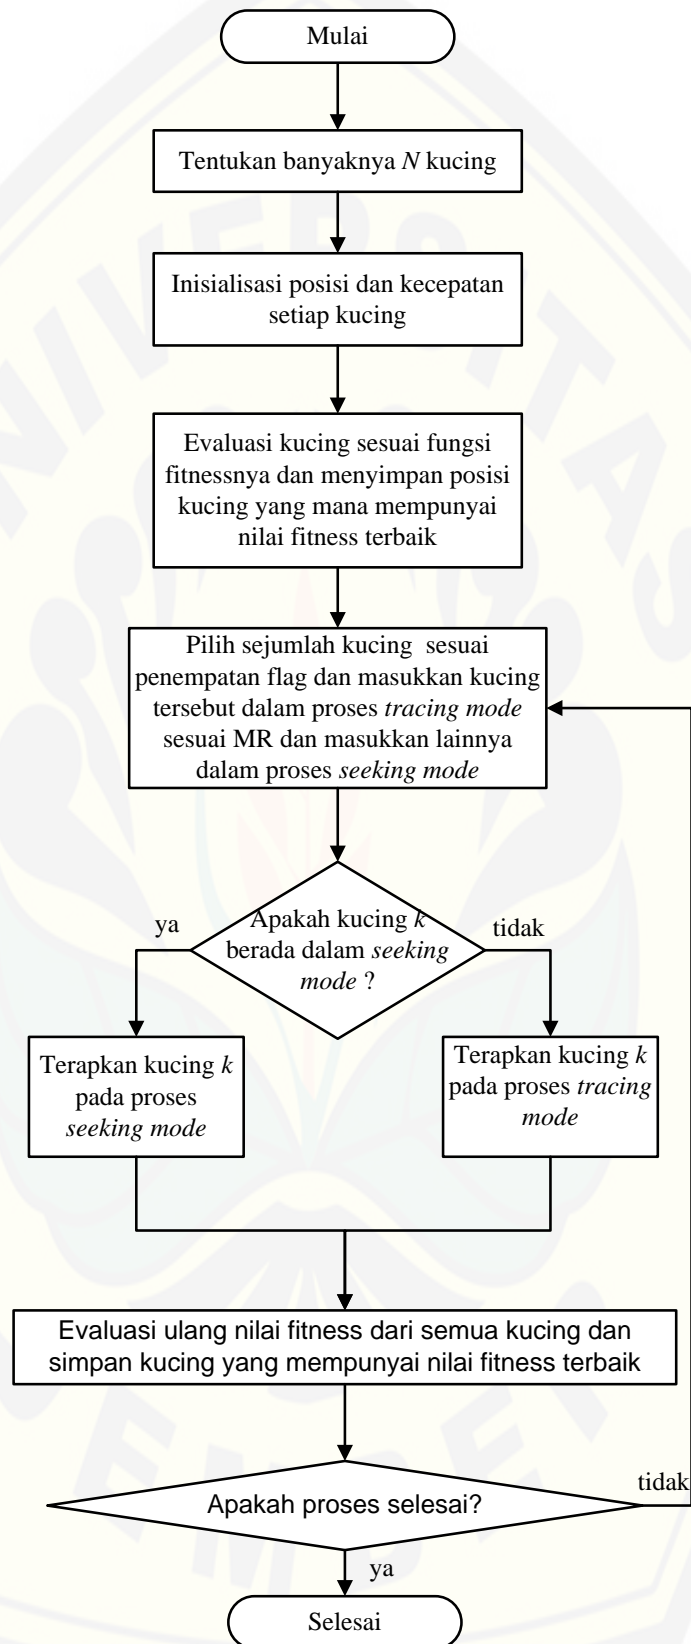 Mulai
Tentukan banyaknya N kucing
Inisialisasi posisi dan kecepatan
setiap kucing
Evaluasi kucing sesuai fungsi
fitnessnya dan menyimpan posisi
kucing yang mana mempunyai
nilai fitness terbaik
Pilih sejumlah kucing sesuai
penempatan flag dan masukkan kucing
tersebut dalam proses tracing mode
sesuai MR dan masukkan lainnya
dalam proses seeking mode
ya
Apakah kucing k
berada dalam seeking
mode ?
tidak
Terapkan kucing k
pada proses
seeking mode
Terapkan kucing k
pada proses tracing
mode
Evaluasi ulang nilai fitness dari semua kucing dan
simpan kucing yang mempunyai nilai fitness terbaik
Apakah proses selesai?
tidak
ya
Selesai
UNIVERSITAS
JEMBER